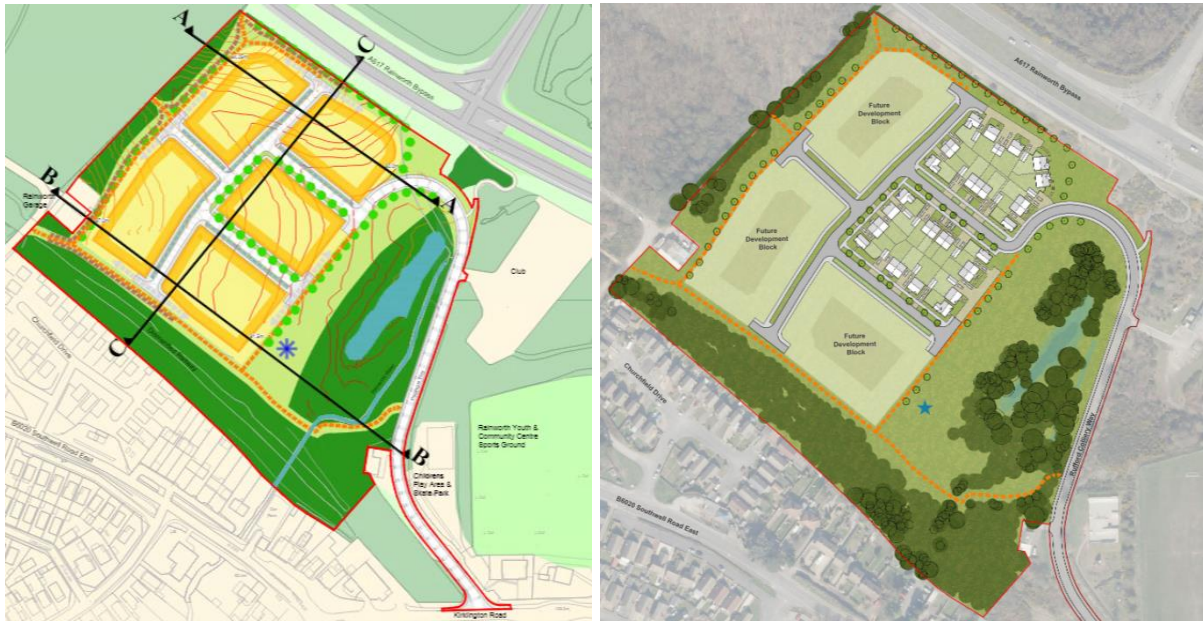 A
C
A617 Rainworth Bypass
B
Rainworth
Garage
A
Club
Churchfield Drive
C
B
Rainworth Youth &
Community Centre
Sports Ground
Childrens
Play Area &
Skate Park
B6020 Southwell Road East
Kirklington Road
A617 Rainworth Bypass
Future
Development
Block
Future
Development
Block
Future
Development
Block
Churchfield Drive
Rufford Colliery Way
B6020 Southwell Road East